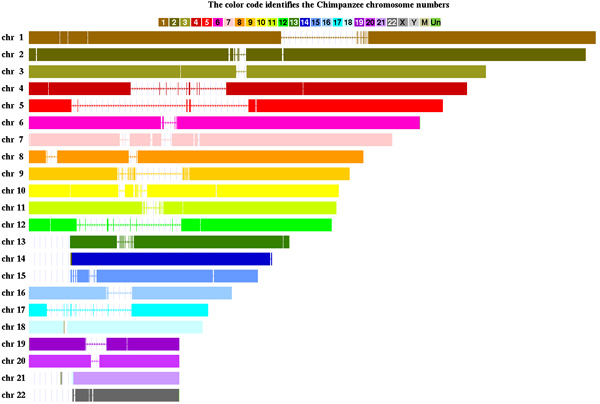 The color code identifies the Chimpanzee chromosome numbers
1 2 3 4 5 6 7 8 9 10 11 12 13 14 15 16 17 18 19 20 21 22 X Y M Un
chr 1
chr 2
chr 3
chr 4
chr 5
chr 6
chr 7
chr 8
chr 9
chr 10
chr 11
chr 12
chr 13
chr 14
chr 15
chr 16
chr 17
chr 18
chr 19
chr 20
chr 21
chr 22